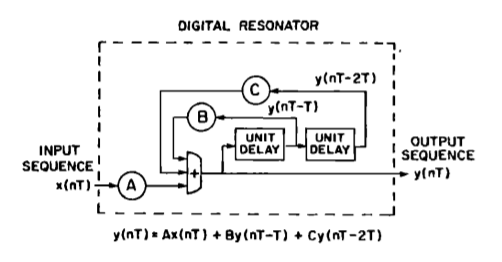 DIGITAL RESONATOR
y(nT-2T)
C
y(nT-T)
B
UNIT DELAY
UNIT DELAY
INPUT SEQUENCE
x(nT)
A
+
OUTPUT SEQUENCE
y(nT)
y(nT) = Ax(nT) + By(nT-T) + Cy(nT-2T)